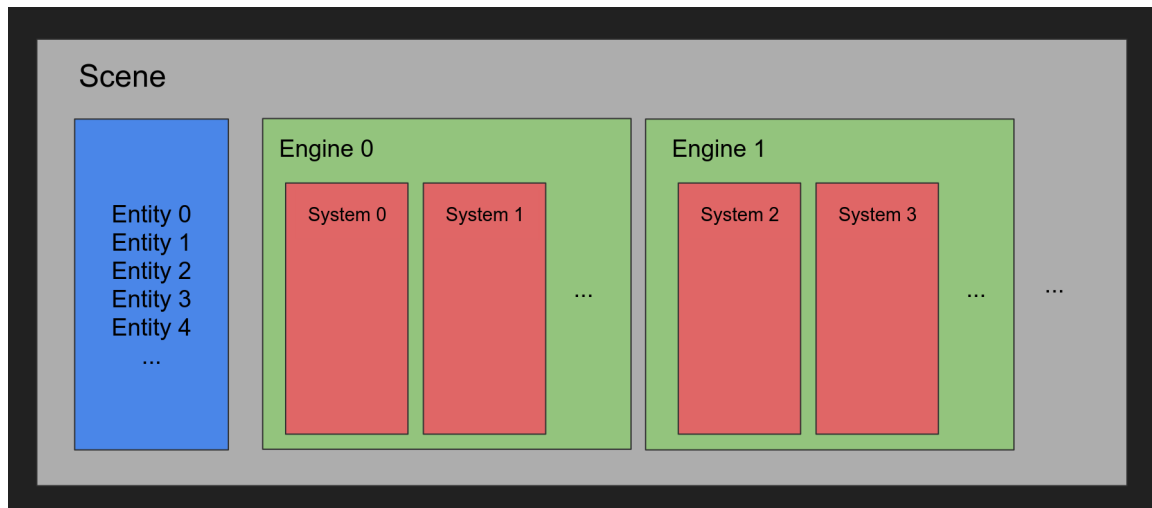 Scene
Entity 0
Entity 1
Entity 2
Entity 3
Entity 4
...
Engine 0
System 0
System 1
...
Engine 1
System 2
System 3
...
...